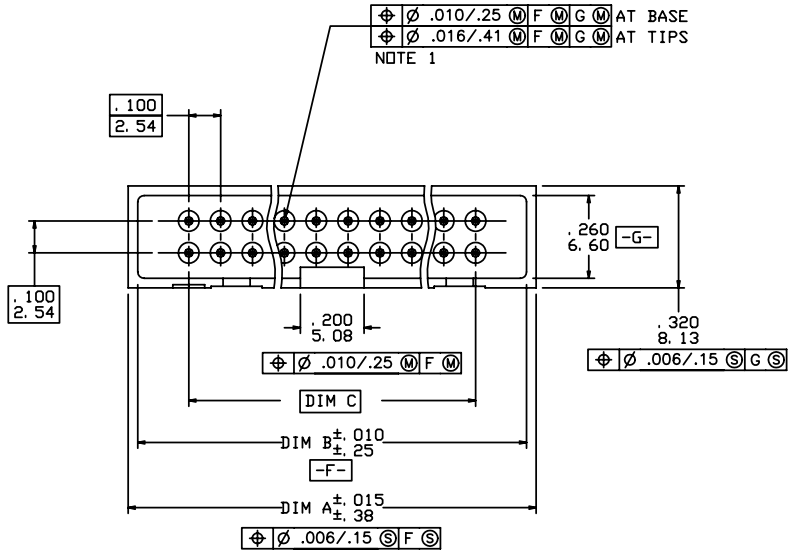 ⌖ Ø .010/.25 Ⓜ F Ⓜ G Ⓜ AT BASE
⌖ Ø .016/.41 Ⓜ F Ⓜ G Ⓜ AT TIPS
NOTE 1
.100
2.54
.260
6.60
-G-
.100
2.54
.200
5.08
.320
8.13
⌖ Ø .006/.15 Ⓢ G Ⓢ
⌖ Ø .010/.25 Ⓜ F Ⓜ
DIM C
DIM B ±.010
±.25
-F-
DIM A ±.015
±.38
⌖ Ø .006/.15 Ⓢ F Ⓢ